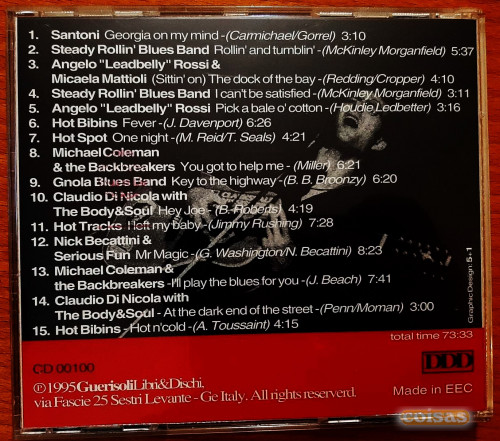 1. Santoni Georgia on my mind -(Carmichael/Gorrel) 3:10
2. Steady Rollin' Blues Band Rollin' and tumblin' -(McKinley Morganfield) 5:37
3. Angelo "Leadbelly" Rossi &
Micaela Mattioli (Sittin' on) The dock of the bay -(Redding/Cropper) 4:10
4. Steady Rollin' Blues Band I can't be satisfied -(McKinley Morganfield) 3:11
5. Angelo "Leadbelly" Rossi Pick a bale o' cotton -(Houdie,Ledbetter) 3:16
6. Hot Bibins Fever -(J. Davenport) 6:26
7. Hot Spot One night -(M. Reid/T. Seals) 4:21
8. Michael Coleman
& the Backbreakers You got to help me -(Miller) 6:21
9. Gnola Blues Band Key to the highway -(B. B. Broonzy) 6:20
10. Claudio Di Nicola with
The Body&Soul Hey Joe -(B. Roberts) 4:19
11. Hot Tracks I left my baby -(Jimmy Rushing) 7:28
12. Nick Becattini &
Serious Fun Mr Magic -(G. Washington/N. Becattini) 8:23
13. Michael Coleman &
the Backbreakers -I'll play the blues for you -(J. Beach) 7:41
14. Claudio Di Nicola with
The Body&Soul - At the dark end of the street -(Penn/Moman) 3:00
15. Hot Bibins - Hot n'cold -(A. Toussaint) 4:15
Graphic Design: 5+1
total time 73:33
CD 00100
DDD
℗1995 GuerisoliLibri&Dischi,
via Fascie 25 Sestri Levante - Ge Italy. All rights reserverd.
Made in EEC
coisas